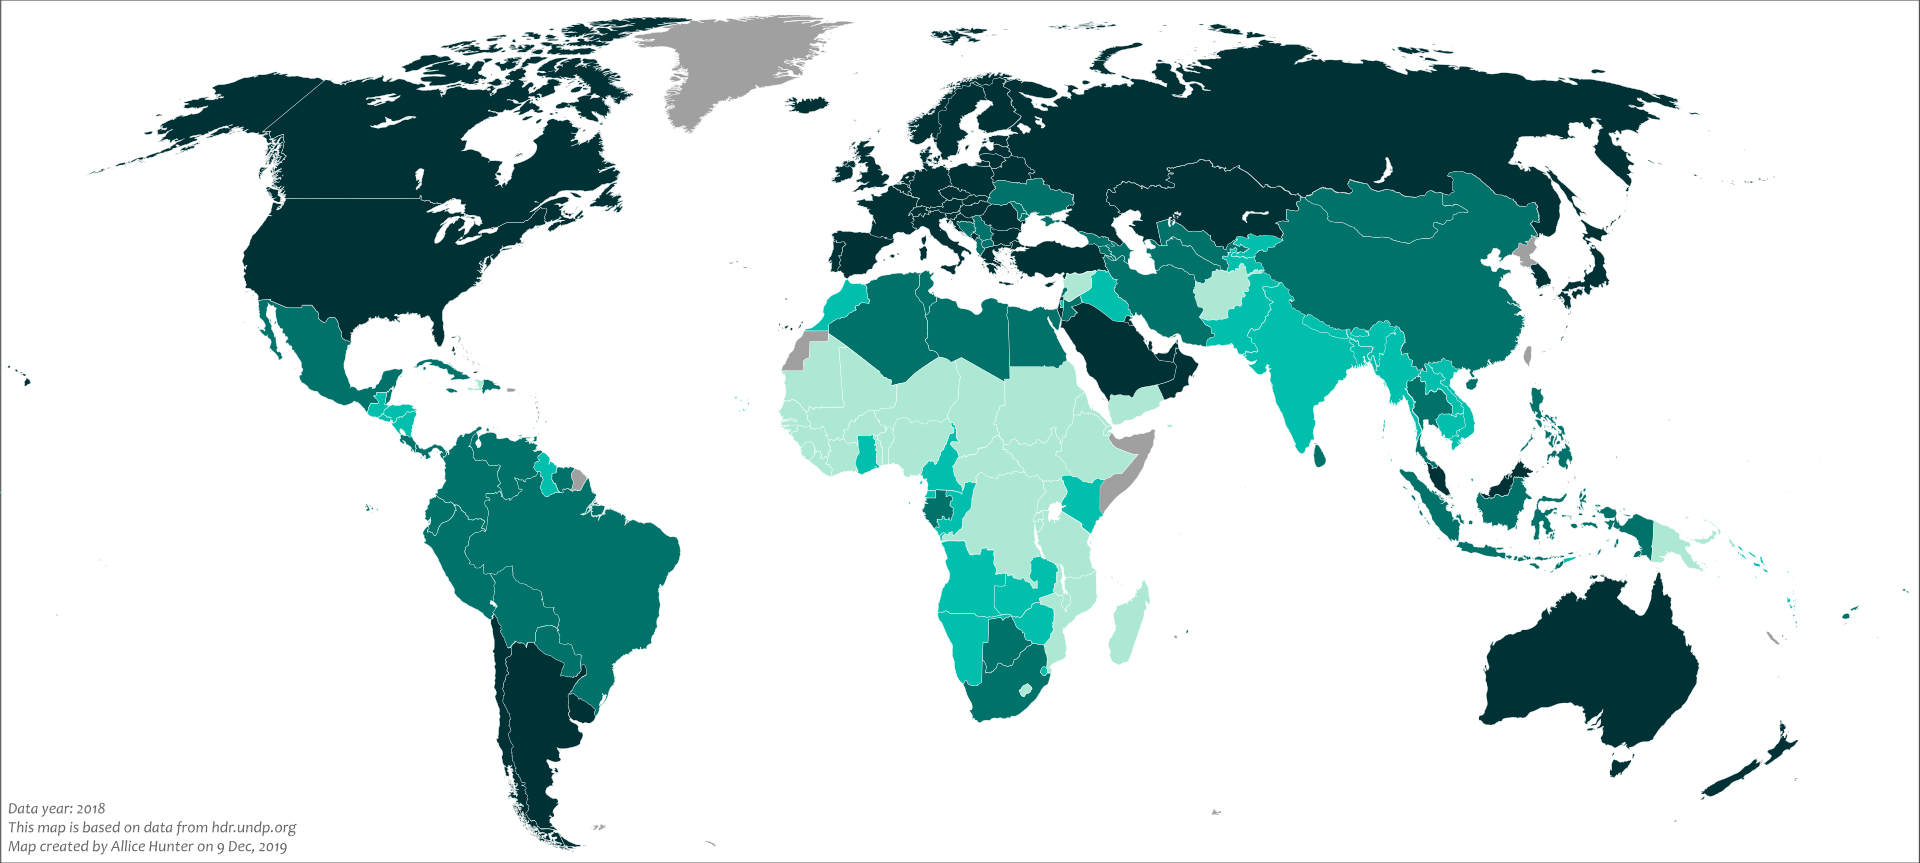 Data year: 2018
This map is based on data from hdr.undp.org
Map created by Allice Hunter on 9 Dec, 2019